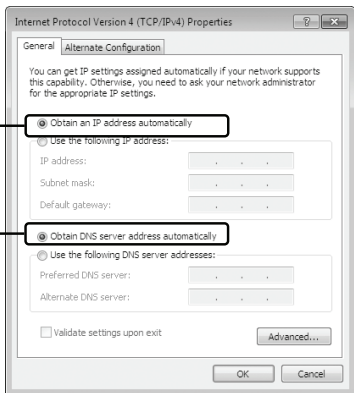 Internet Protocol Version 4 (TCP/IPv4) Properties
General
Alternate Configuration
You can get IP settings assigned automatically if your network supports
this capability. Otherwise, you need to ask your network administrator
for the appropriate IP settings.
Obtain an IP address automatically
Use the following IP address:
IP address:
Subnet mask:
Default gateway:
Obtain DNS server address automatically
Use the following DNS server addresses:
Preferred DNS server:
Alternate DNS server:
Validate settings upon exit
Advanced...
OK
Cancel